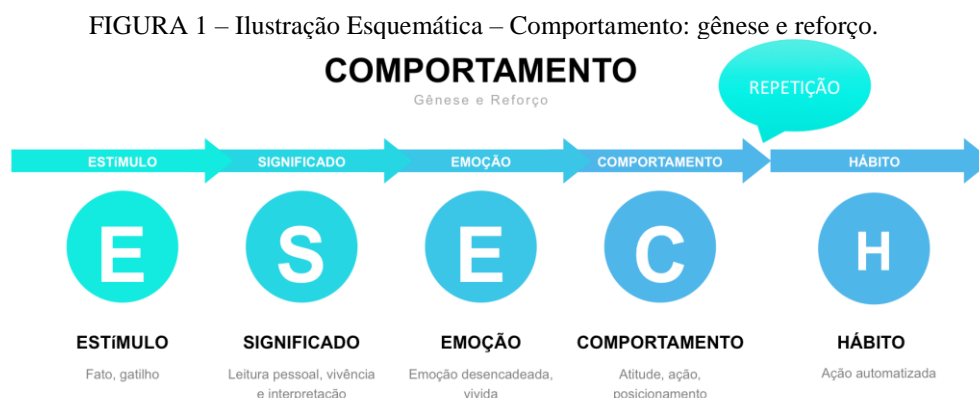 FIGURA 1 – Ilustração Esquemática – Comportamento: gênese e reforço.
COMPORTAMENTO
Gênese e Reforço
REPETIÇÃO
ESTíMULO
SIGNIFICADO
EMOÇÃO
COMPORTAMENTO
HÁBITO
E
S
E
C
H
ESTíMULO
SIGNIFICADO
EMOÇÃO
COMPORTAMENTO
HÁBITO
Fato, gatilho
Leitura pessoal, vivência
e interpretação
Emoção desencadeada,
vivida
Atitude, ação,
posicionamento
Ação automatizada